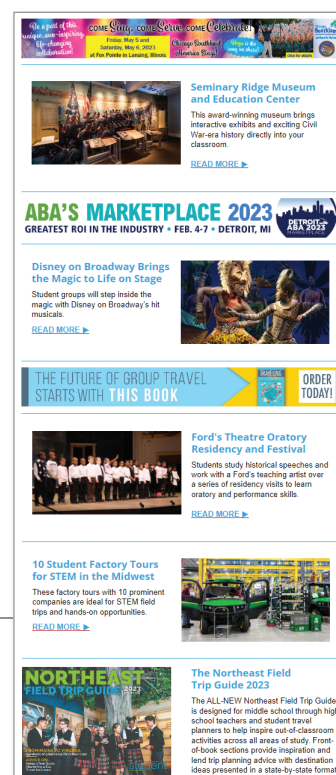 Be a part of this
unique, awe-inspiring,
life-changing
collaboration!
COME Sing, COME Serve, COME Celebrate!
Friday, May 5 and
Saturday, May 6, 2023
at Fox Pointe in Lansing, Illinois
Chicago Southland
America Sings!
Hope is the
song we share!
Seminary Ridge Museum
and Education Center
This award-winning museum brings
interactive exhibits and exciting Civil
War-era history directly into your
classroom.
READ MORE ▶
ABA'S MARKETPLACE 2023
GREATEST ROI IN THE INDUSTRY • FEB. 4-7 • DETROIT, MI
DETROIT
ABA 2023
MARKETPLACE
Disney on Broadway Brings
the Magic to Life on Stage
Student groups will step inside the
magic with Disney on Broadway's hit
musicals.
READ MORE ▶
THE FUTURE OF GROUP TRAVEL
STARTS WITH THIS BOOK
ORDER
TODAY!
Ford's Theatre Oratory
Residency and Festival
Students study historical speeches and
work with a Ford's teaching artist over
a series of residency visits to learn
oratory and performance skills.
READ MORE ▶
10 Student Factory Tours
for STEM in the Midwest
These factory tours with 10 prominent
companies are ideal for STEM field
trips and hands-on opportunities.
READ MORE ▶
NORTHEAST
FIELD TRIP GUIDE 2023
student
The Northeast Field
Trip Guide 2023
The ALL-NEW Northeast Field Trip Guide
is designed for middle school through high
school teachers and student travel
planners to help inspire out-of-classroom
activities across all areas of study. Front-
of-book sections provide inspiration and
lend trip planning advice with destination
ideas presented in a state-by-state format